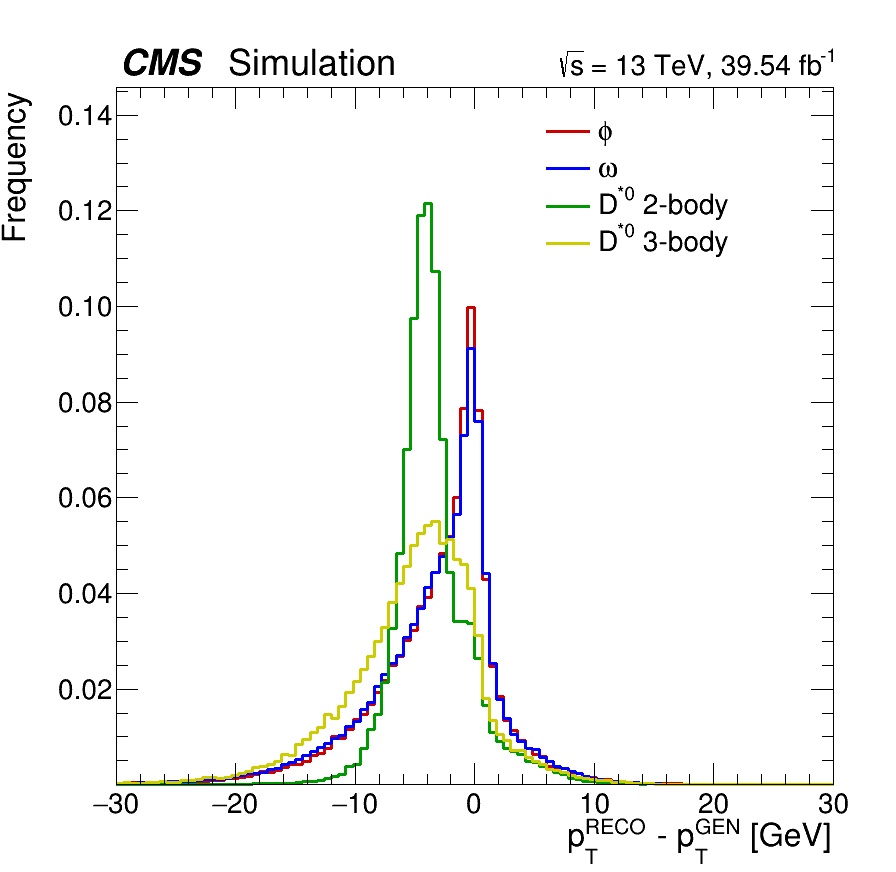 CMS Simulation √s = 13 TeV, 39.54 fb⁻¹
Frequency
0.14
0.12
0.10
0.08
0.06
0.04
0.02
ϕ
ω
D*⁰ 2-body
D*⁰ 3-body
−30 −20 −10 0 10 20 30
p_T^RECO - p_T^GEN [GeV]